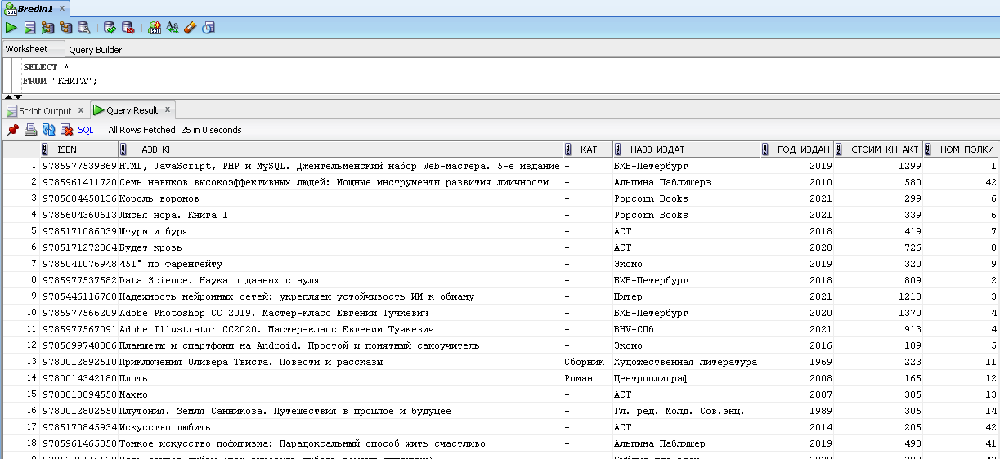 Bredin1 x
SQL
Worksheet Query Builder
SELECT *
FROM "КНИГА";
Script Output x Query Result x
SQL | All Rows Fetched: 25 in 0 seconds
ISBN НАЗВ_КН КАТ НАЗВ_ИЗДАТ ГОД_ИЗДАН СТОИМ_КН_АКТ НОМ_ПОЛКИ
1 9785977539869 HTML, JavaScript, PHP и MySQL. Джентельменский набор Web-мастера. 5-е издание - БХВ-Петербург 2019 1299 1
2 9785961411720 Семь навыков высокоэффективных людей: Мощные инструменты развития лиичности - Альпина Паблишерз 2010 580 42
3 9785604458136 Король воронов - Popcorn Books 2021 299 6
4 9785604360613 Лисья нора. Книга 1 - Popcorn Books 2021 339 6
5 9785171086039 Штурм и буря - АСТ 2018 419 7
6 9785171272364 Будет кровь - АСТ 2020 726 8
7 9785041076948 451° по Фаренгейту - Эксмо 2019 320 9
8 9785977537582 Data Science. Наука о данных с нуля - БХВ-Петербург 2018 809 2
9 9785446116768 Надежность нейронных сетей: укрепляем устойчивость ИИ к обману - Питер 2021 1218 3
10 9785977566209 Adobe Photoshop CC 2019. Мастер-класс Евгении Тучкевич - БХВ-Петербург 2020 1370 4
11 9785977567091 Adobe Illustrator CC2020. Мастер-класс Евгении Тучкевич - BHV-СПб 2021 913 4
12 9785699748006 Планшеты и смартфоны на Android. Простой и понятный самоучитель - Эксмо 2016 109 5
13 9780012892510 Приключения Оливера Твиста. Повести и рассказы Сборник Художественная литература 1969 223 11
14 9780014342180 Плоть Роман Центрполиграф 2008 165 12
15 9780013894550 Махно - АСТ 2007 305 13
16 9780012802550 Плутония. Земля Санникова. Путешествия в прошлое и будущее - Гл. ред. Молд. Сов.энц. 1989 305 14
17 9785170845934 Искусство любить - АСТ 2014 205 42
18 9785961465358 Тонкое искусство пофигизма: Парадоксальный способ жить счастливо - Альпина Паблишер 2019 490 41